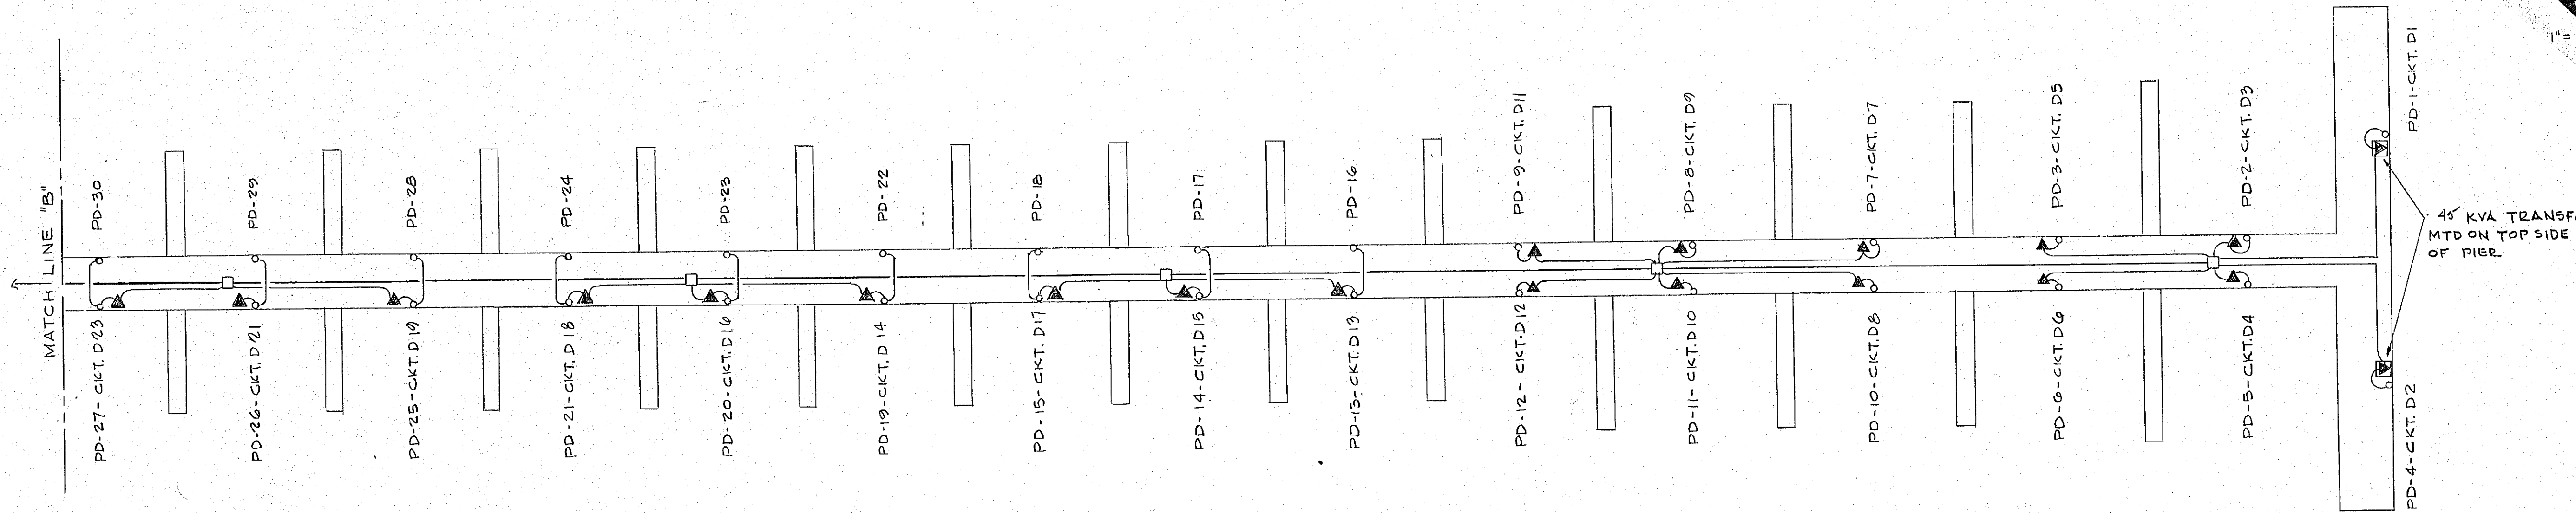 1"=
MATCH LINE "B"
PD-30
PD-29
PD-28
PD-24
PD-23
PD-22
PD-18
PD-17
PD-16
PD-9-CKT. D11
PD-8-CKT. D9
PD-7-CKT. D7
PD-3-CKT. D5
PD-2-CKT. D3
PD-1-CKT. D1
45 KVA TRANSF
MTD ON TOP SIDE
OF PIER
PD-27-CKT. D23
PD-26-CKT. D21
PD-25-CKT. D19
PD-21-CKT. D18
PD-20-CKT. D16
PD-19-CKT. D14
PD-15-CKT. D17
PD-14-CKT. D15
PD-13-CKT. D13
PD-12-CKT. D12
PD-11-CKT. D10
PD-10-CKT. D8
PD-6-CKT. D6
PD-5-CKT. D4
PD-4-CKT. D2